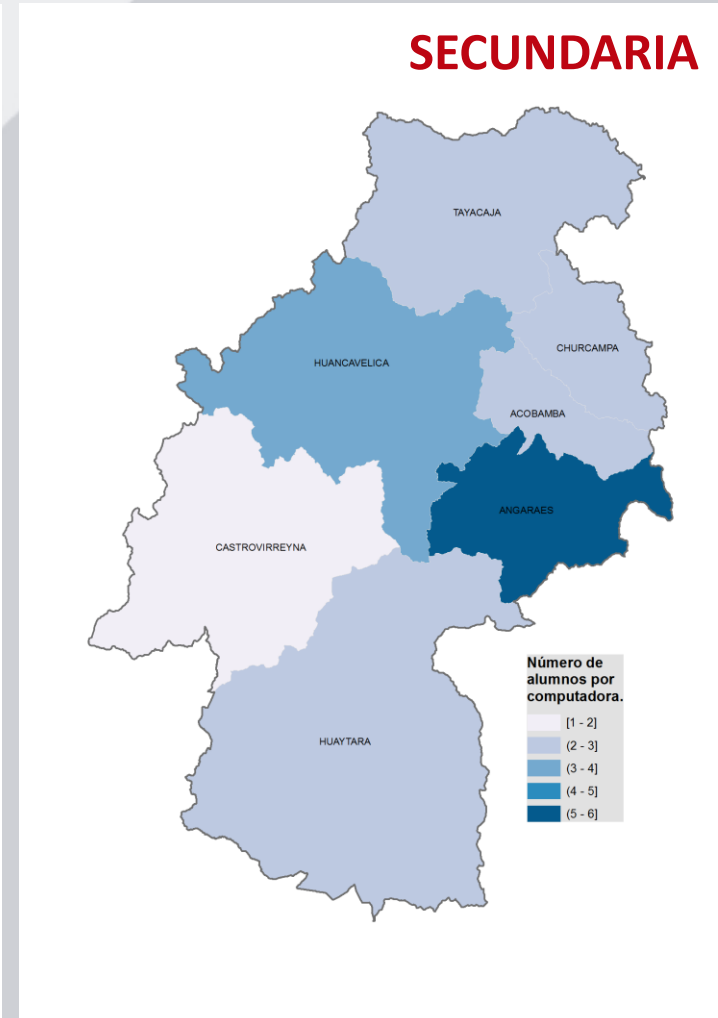 SECUNDARIA
TAYACAJA
CHURCAMPA
HUANCAVELICA
ACOBAMBA
ANGARAES
CASTROVIRREYNA
HUAYTARA
Número de
alumnos por
computadora.
[1 - 2]
(2 - 3]
(3 - 4]
(4 - 5]
(5 - 6]